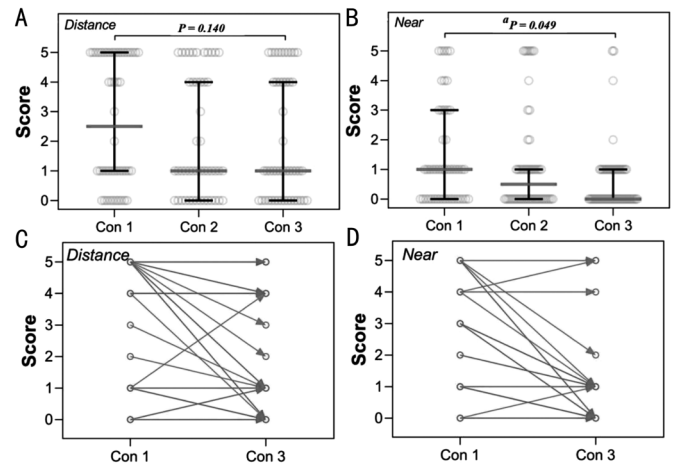 A
Distance
P = 0.140
Score
5
4
3
2
1
0
Con 1 Con 2 Con 3
B
Near
a P = 0.049
Score
5
4
3
2
1
0
Con 1 Con 2 Con 3
C
Distance
Score
5
4
3
2
1
0
Con 1 Con 3
D
Near
Score
5
4
3
2
1
0
Con 1 Con 3